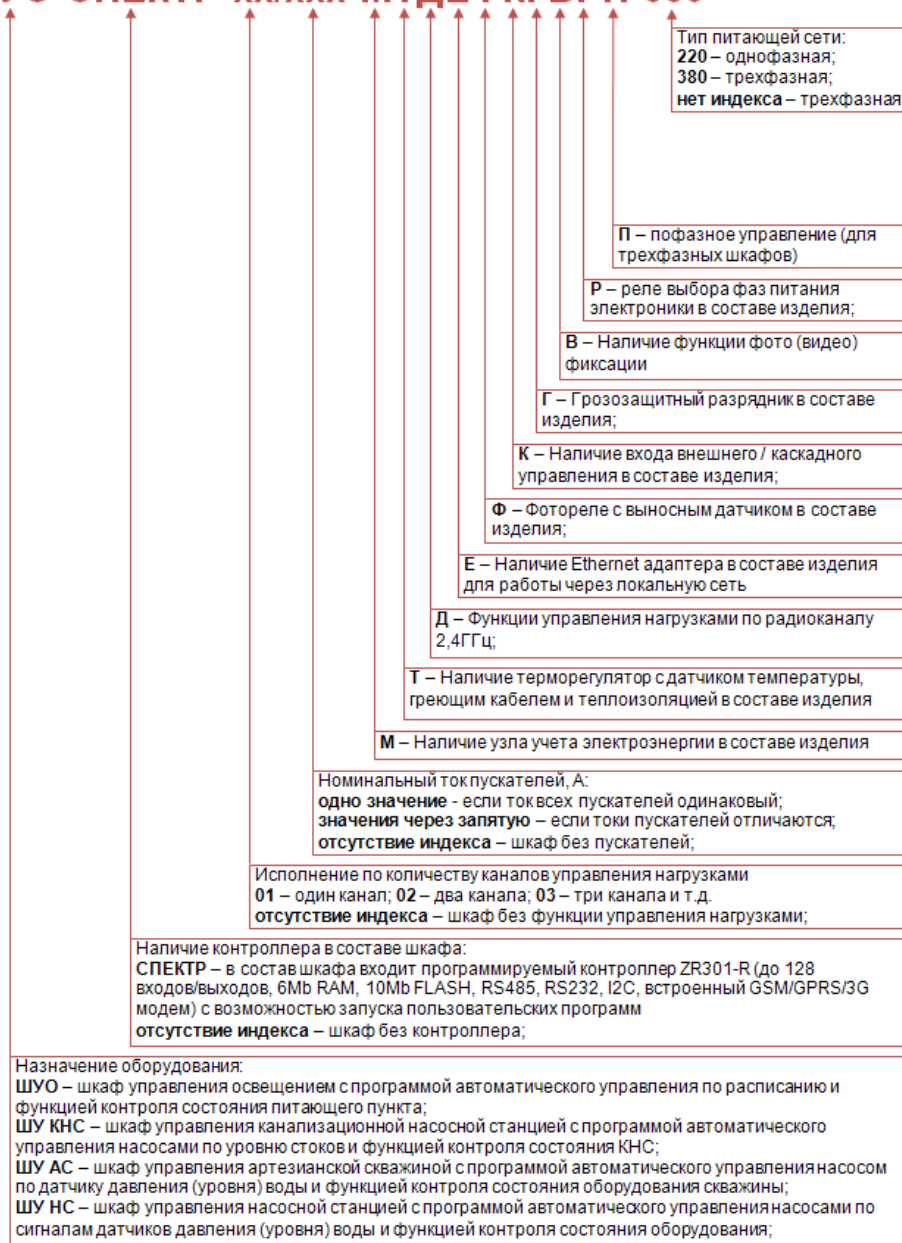 Тип питающей сети:
220 – однофазная;
380 – трехфазная;
нет индекса – трехфазная
П – пофазное управление (для
трехфазных шкафов)
Р – реле выбора фаз питания
электроники в составе изделия;
В – Наличие функции фото (видео)
фиксации
Г – Грозозащитный разрядник в составе
изделия;
К – Наличие входа внешнего / каскадного
управления в составе изделия;
Ф – Фотореле с выносным датчиком в составе
изделия;
Е – Наличие Ethernet адаптера в составе изделия
для работы через локальную сеть
Д – Функции управления нагрузками по радиоканалу
2,4ГГц;
Т – Наличие терморегулятор с датчиком температуры,
греющим кабелем и теплоизоляцией в составе изделия
М – Наличие узла учета электроэнергии в составе изделия
Номинальный ток пускателей, А:
одно значение - если ток всех пускателей одинаковый;
значения через запятую – если токи пускателей отличаются;
отсутствие индекса – шкаф без пускателей;
Исполнение по количеству каналов управления нагрузками
01 – один канал; 02 – два канала; 03 – три канала и т.д.
отсутствие индекса – шкаф без функции управления нагрузками;
Наличие контроллера в составе шкафа:
СПЕКТР – в состав шкафа входит программируемый контроллер ZR301-R (до 128
входов/выходов, 6Mb RAM, 10Mb FLASH, RS485, RS232, I2C, встроенный GSM/GPRS/3G
модем) с возможностью запуска пользовательских программ
отсутствие индекса – шкаф без контроллера;
Назначение оборудования:
ШУО – шкаф управления освещением с программой автоматического управления по расписанию и
функцией контроля состояния питающего пункта;
ШУ КНС – шкаф управления канализационной насосной станцией с программой автоматического
управления насосами по уровню стоков и функцией контроля состояния КНС;
ШУ АС – шкаф управления артезианской скважиной с программой автоматического управления насосом
по датчику давления (уровня) воды и функцией контроля состояния оборудования скважины;
ШУ НС – шкаф управления насосной станцией с программой автоматического управления насосами по
сигналам датчиков давления (уровня) воды и функцией контроля состояния оборудования;